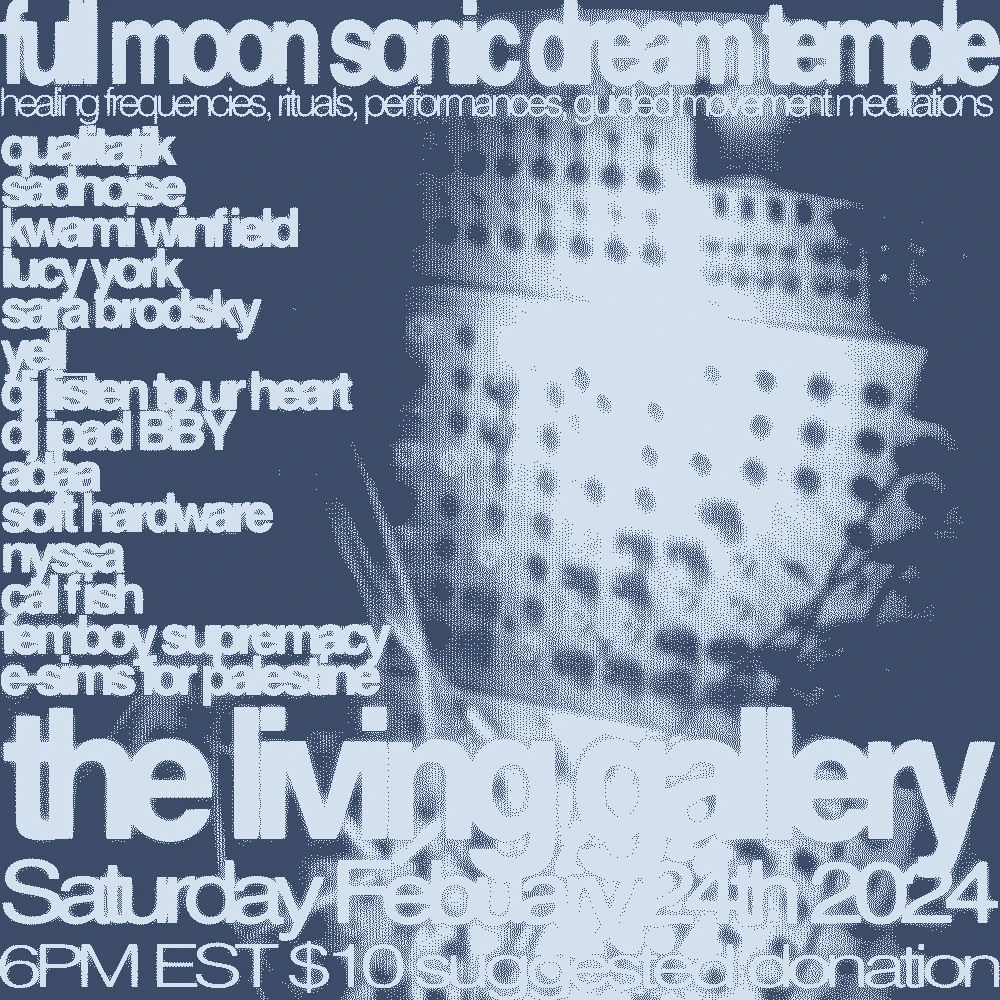 full moon sonic dream temple
healing frequencies, rituals, performances, guided movement meditations
qualiatik
sadnoise
kwami winfield
lucy york
sara brodsky
yell
dj listen to ur heart
dj ipad BBY
adaa
soft hardware
nyssa
call fish
femboy supremacy
e-sims for palestine
the living gallery
Saturday Febuary 24th 2024
6PM EST $10 suggested donation